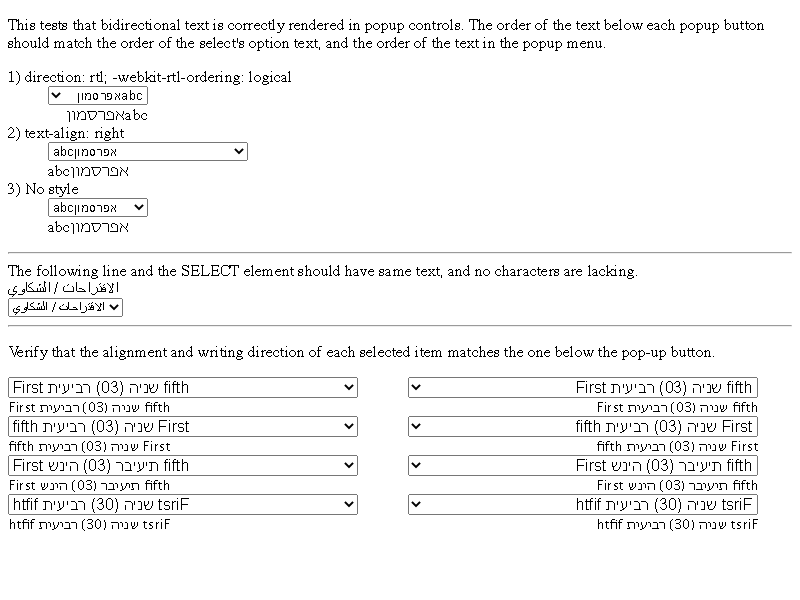 This tests that bidirectional text is correctly rendered in popup controls. The order of the text below each popup button
should match the order of the select's option text, and the order of the text in the popup menu.
1) direction: rtl; -webkit-rtl-ordering: logical
abcאפרסמון
abcאפרסמון
2) text-align: right
abcאפרסמון
abcאפרסמון
3) No style
abcאפרסמון
abcאפרסמון
The following line and the SELECT element should have same text, and no characters are lacking.
الاقتراحات / الشكاوي
الاقتراحات / الشكاوي
Verify that the alignment and writing direction of each selected item matches the one below the pop-up button.
First שניה (03) רביעית fifth
First שניה (03) רביעית fifth
First שניה (03) רביעית fifth
First שניה (03) רביעית fifth
fifth שניה (03) רביעית First
fifth שניה (03) רביעית First
fifth שניה (03) רביעית First
fifth שניה (03) רביעית First
First תיעיבר (03) הינש fifth
First תיעיבר (03) הינש fifth
First תיעיבר (03) הינש fifth
First תיעיבר (03) הינש fifth
htfif שניה (30) רביעית tsriF
htfif שניה (30) רביעית tsriF
htfif שניה (30) רביעית tsriF
htfif שניה (30) רביעית tsriF